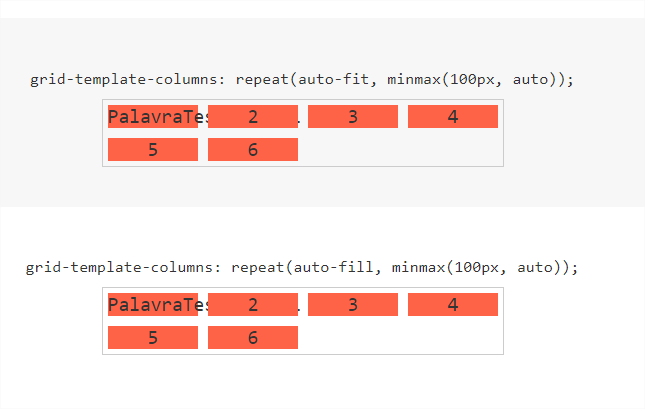 grid-template-columns: repeat(auto-fit, minmax(100px, auto));
PalavraTes 2 . 3 4
5 6
grid-template-columns: repeat(auto-fill, minmax(100px, auto));
PalavraTes 2 . 3 4
5 6